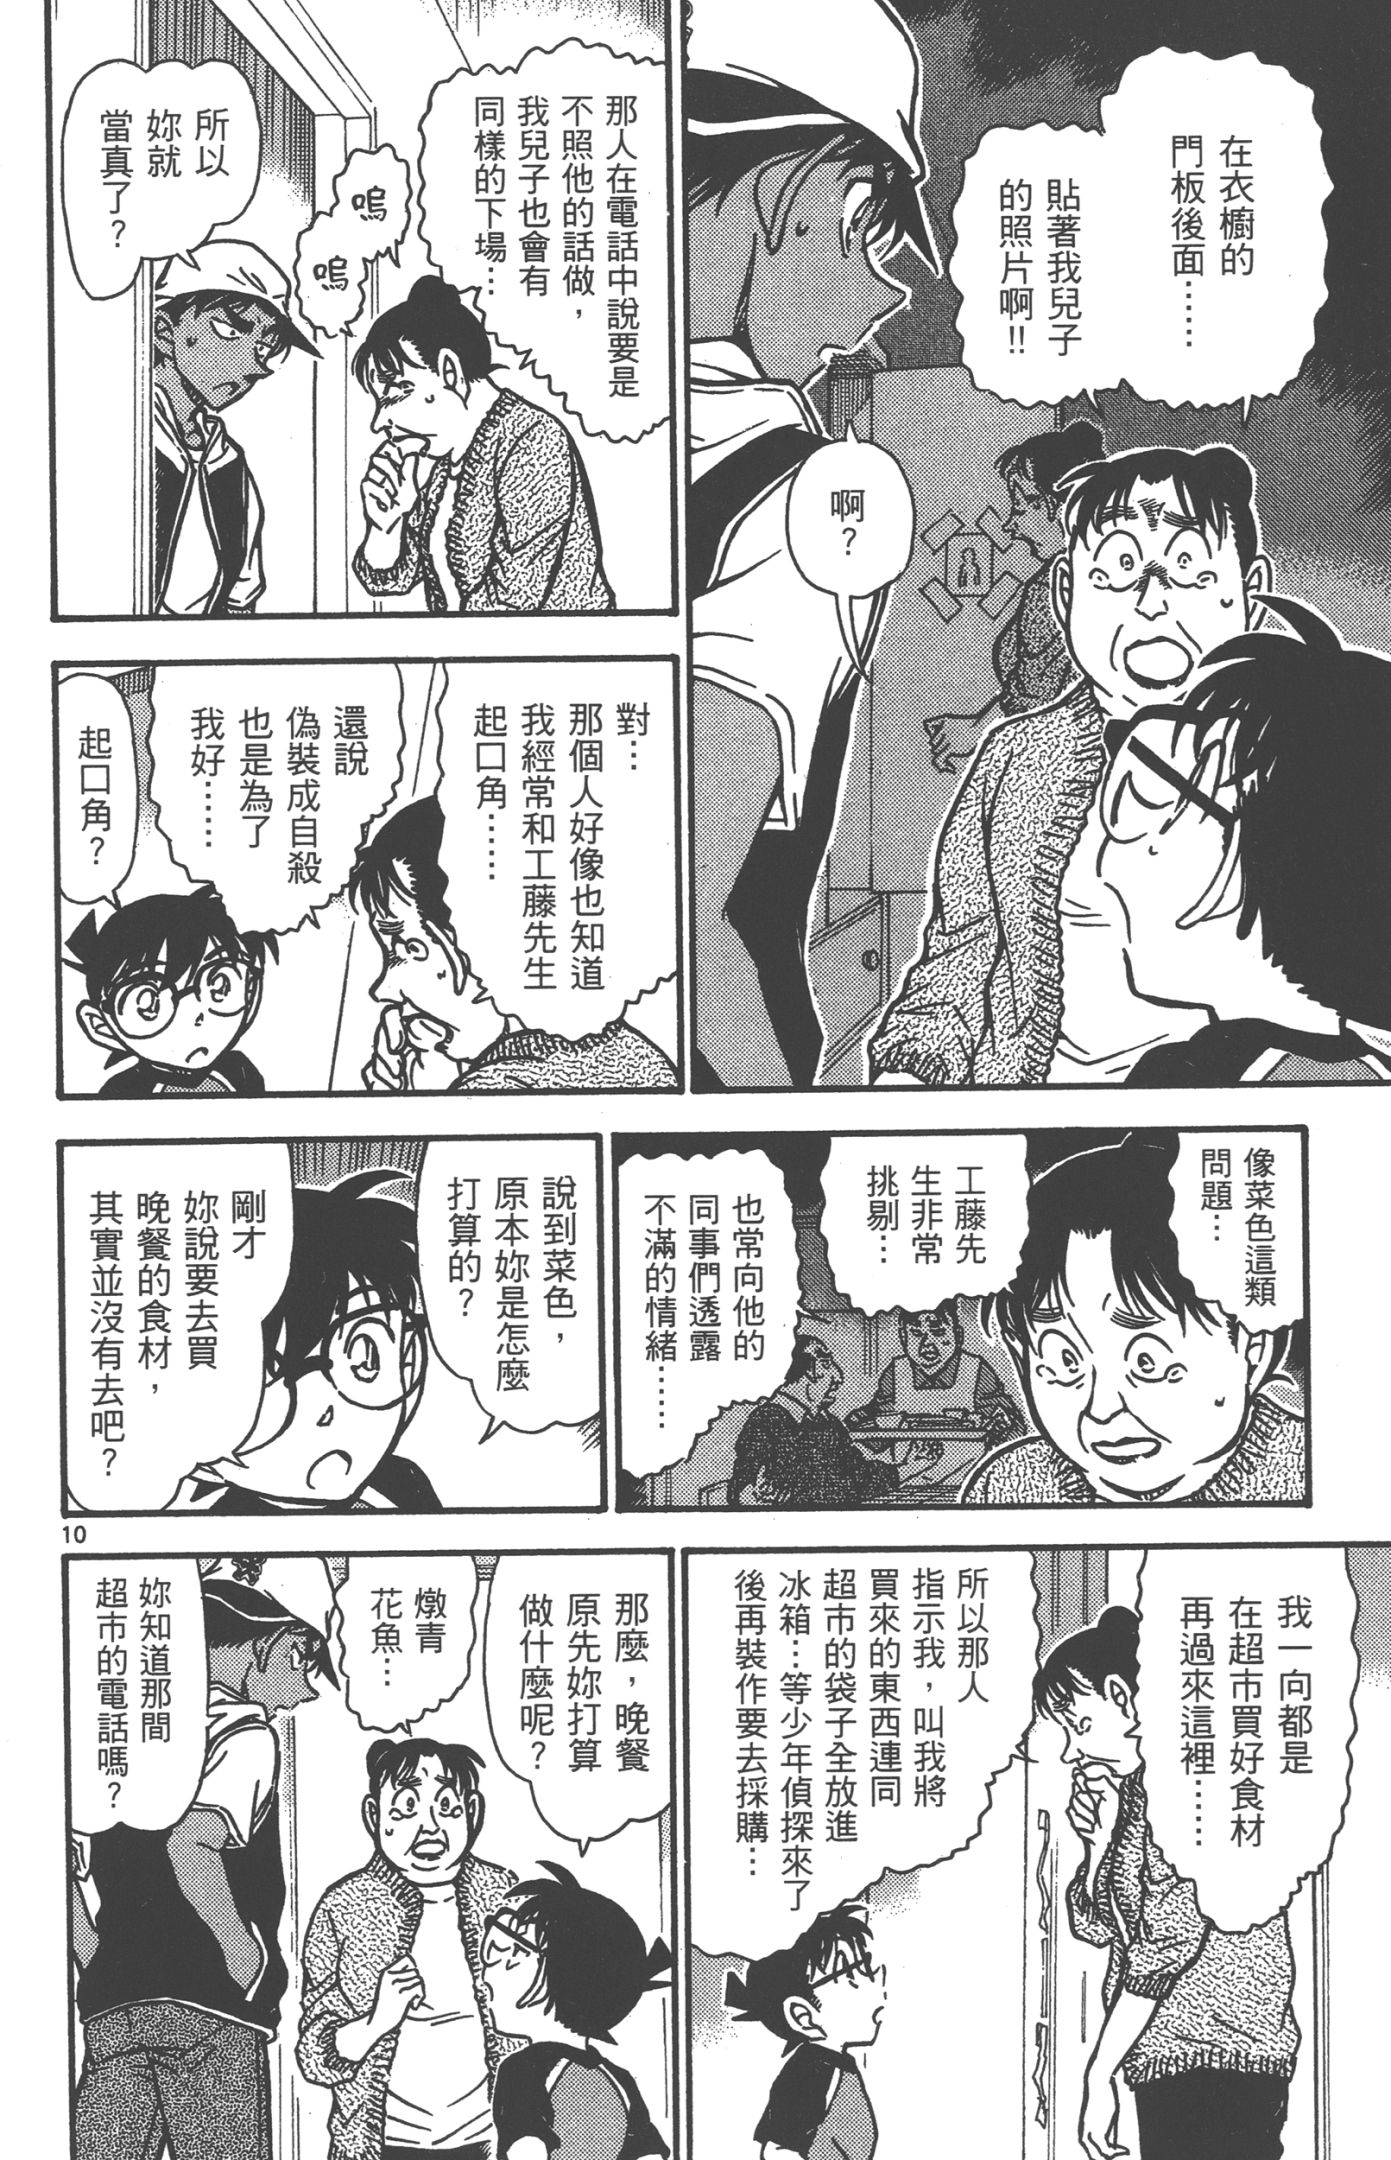 在衣櫥的
門板後面……
貼著我兒子
的照片啊!!
啊？
那人在電話中說要是
不照他的話做，
我兒子也會有
同樣的下場…
嗚
嗚
所以
妳就
當真了？
對…
那個人好像也知道
我經常和工藤先生
起口角……
還說
偽裝成自殺
也是為了
我好……
起口角？
像菜色這類
問題…
工藤先
生非常
挑剔…
也常向他的
同事們透露
不滿的情緒……
說到菜色，
原本妳是怎麼
打算的？
剛才
妳說要去買
晚餐的食材，
其實並沒有去吧？
10
我一向都是
在超市買好食材
再過來這裡……
所以那人
指示我，叫我將
買來的東西連同
超市的袋子全放進
冰箱…等少年偵探來了
後再裝作要去採購…
那麼，晚餐
原先妳打算
做什麼呢？
燉青
花魚…
妳知道那間
超市的電話嗎？